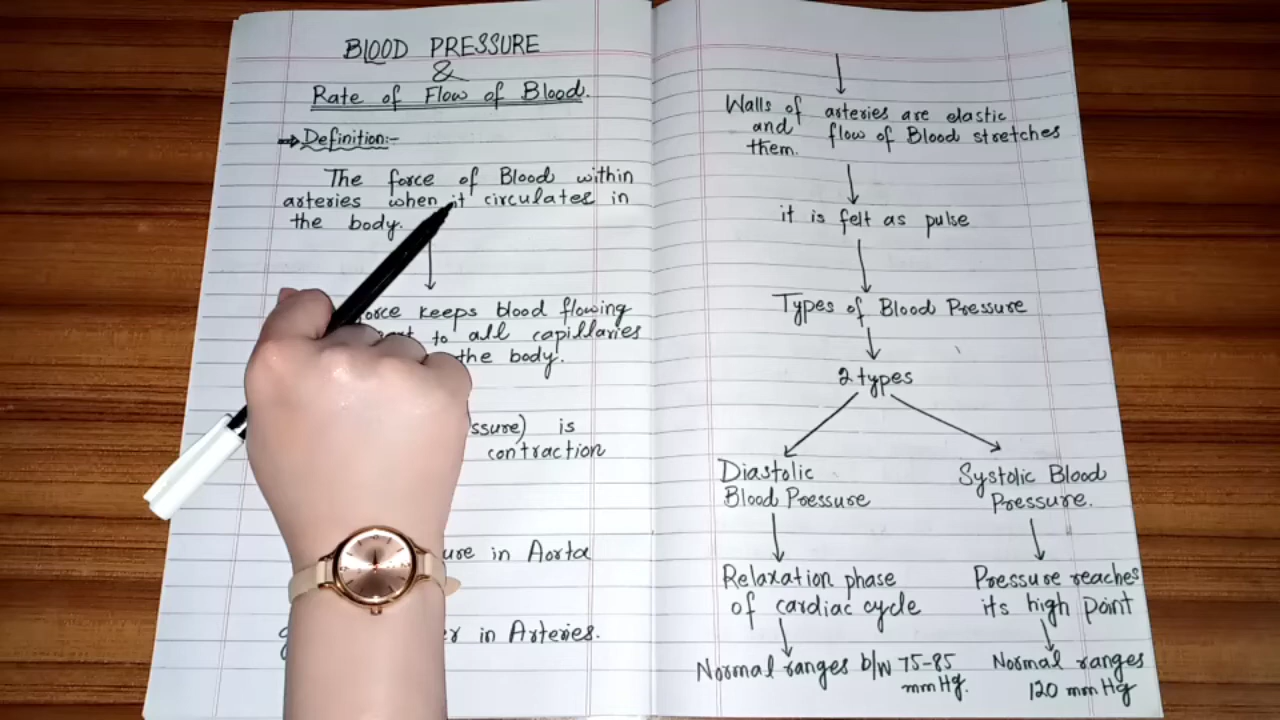 BLOOD PRESSURE
&
Rate of Flow of Blood.
Definition:-
The force of Blood within
arteries when it circulates in
the body.
keeps blood flowing
to all capillaries
the body.
is
contraction
in Aorta
in Arteries.
Walls of arteries are elastic
and flow of Blood stretches
them.
it is felt as pulse
Types of Blood Pressure
2 types
Diastolic
Blood Pressure
Relaxation phase
of cardiac cycle
Normal ranges b/w 75-85
mmHg.
Systolic Blood
Pressure.
Pressure reaches
its high point
Normal ranges
120 mmHg